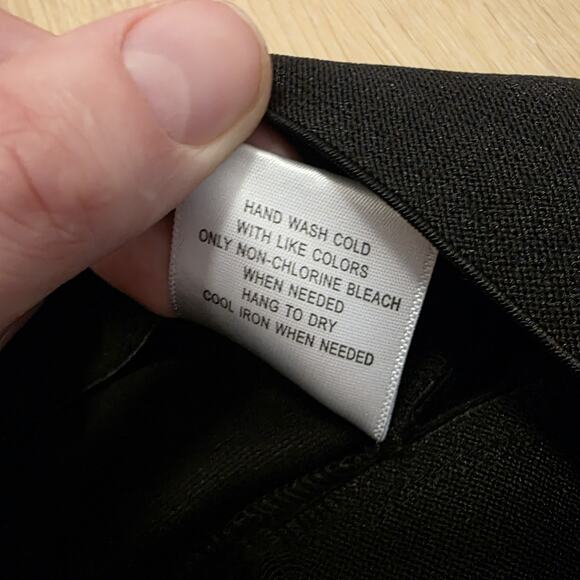 HAND WASH COLD
WITH LIKE COLORS
ONLY NON-CHLORINE BLEACH
WHEN NEEDED
HANG TO DRY
COOL IRON WHEN NEEDED